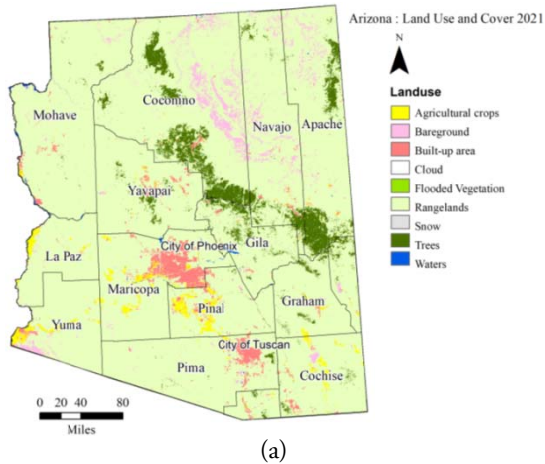 Arizona : Land Use and Cover 2021
N
Landuse
Agricultural crops
Bareground
Built-up area
Cloud
Flooded Vegetation
Rangelands
Snow
Trees
Waters
Mohave
Coconino
Navajo
Apache
Yavapai
La Paz
City of Phoenix
Gila
Maricopa
Pinal
Graham
Yuma
City of Tuscan
Pima
Cochise
0 20 40 80
Miles
(a)